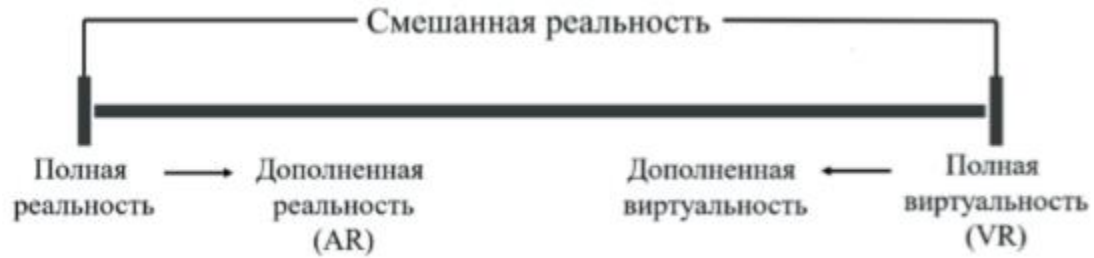 Смешанная реальность
Полная
реальность
Дополненная
реальность
(AR)
Дополненная
виртуальность
Полная
виртуальность
(VR)